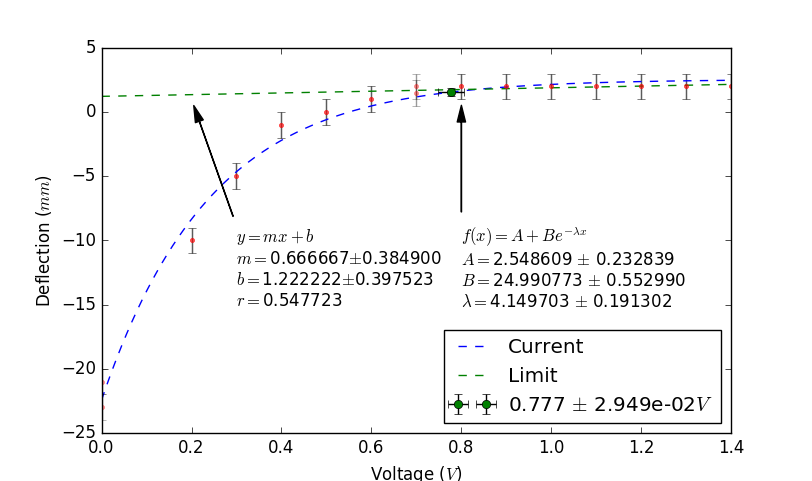 5
0
−5
−10
−15
−20
−25
0.0 0.2 0.4 0.6 0.8 1.0 1.2 1.4
Deflection (mm)
Voltage (V)
y = mx + b
m = 0.666667±0.384900
b = 1.222222±0.397523
r = 0.547723
f(x) = A + Be^{−λx}
A = 2.548609 ± 0.232839
B = 24.990773 ± 0.552990
λ = 4.149703 ± 0.191302
Current
Limit
0.777 ± 2.949e-02V